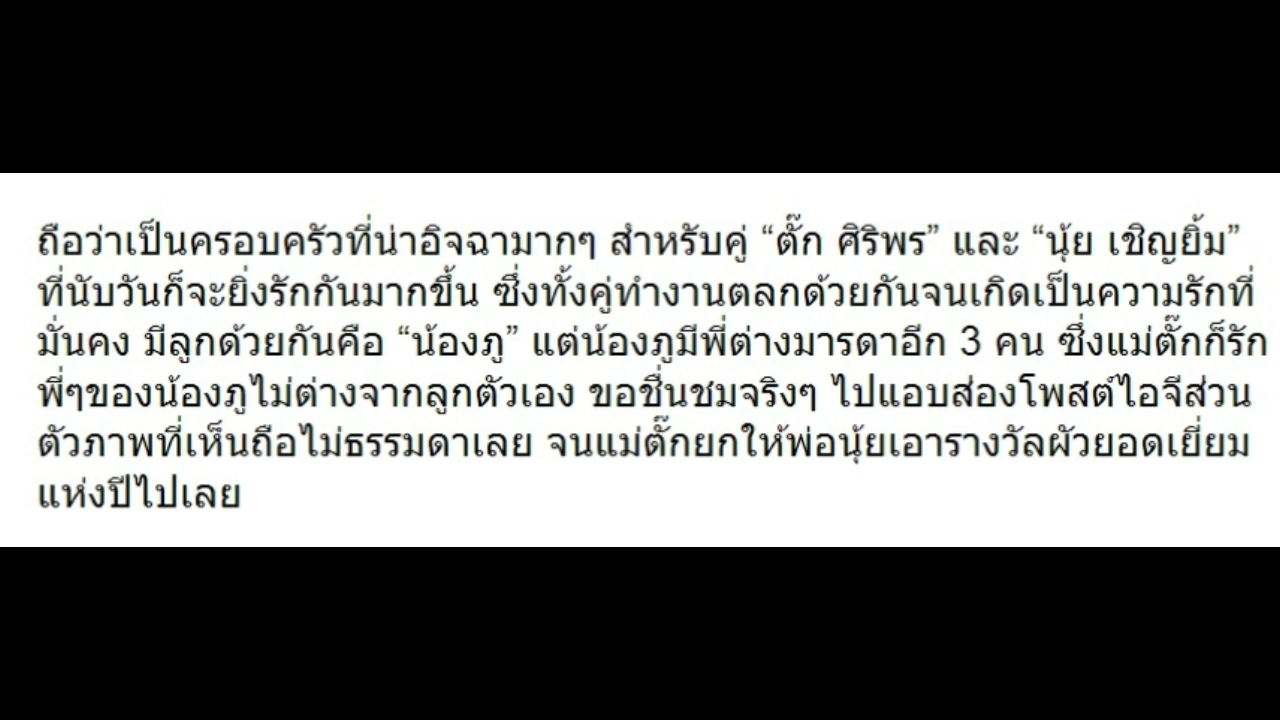 ถือว่าเป็นครอบครัวที่น่าอิจฉามากๆ สำหรับคู่ “ตั๊ก ศิริพร” และ “นุ้ย เชิญยิ้ม”
ที่นับวันก็จะยิ่งรักกันมากขึ้น ซึ่งทั้งคู่ทำงานตลกด้วยกันจนเกิดเป็นความรักที่
มั่นคง มีลูกด้วยกันคือ “น้องภู” แต่น้องภูมีพี่ต่างมารดาอีก 3 คน ซึ่งแม่ตั๊กก็รัก
พี่ๆของน้องภูไม่ต่างจากลูกตัวเอง ขอชื่นชมจริงๆ ไปแอบส่องโพสต์ไอจีส่วน
ตัวภาพที่เห็นถือไม่ธรรมดาเลย จนแม่ตั๊กยกให้พ่อนุ้ยเอารางวัลผัวยอดเยี่ยม
แห่งปีไปเลย